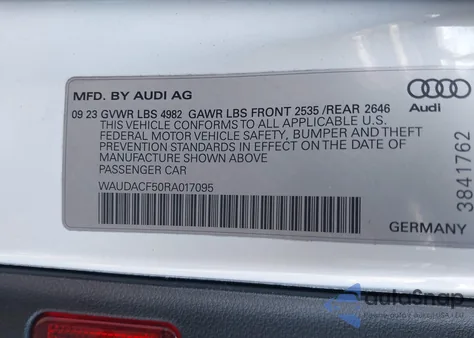 MFD. BY AUDI AG
09 23 GVWR LBS 4982 GAWR LBS FRONT 2535 /REAR 2646
THIS VEHICLE CONFORMS TO ALL APPLICABLE U.S.
FEDERAL MOTOR VEHICLE SAFETY, BUMPER AND THEFT
PREVENTION STANDARDS IN EFFECT ON THE DATE OF
MANUFACTURE SHOWN ABOVE
PASSENGER CAR
WAUDACF50RA017095
Audi
3841762
GERMANY
autoSnap